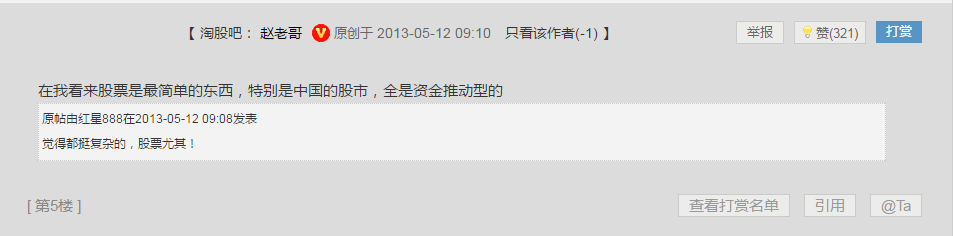 【 淘股吧： 赵老哥 V 原创于 2013-05-12 09:10 只看该作者(-1) 】 举报 赞(321) 打赏
在我看来股票是最简单的东西，特别是中国的股市，全是资金推动型的
原帖由红星888在2013-05-12 09:08发表
觉得都挺复杂的，股票尤其！
[ 第5楼 ] 查看打赏名单 引用 @Ta